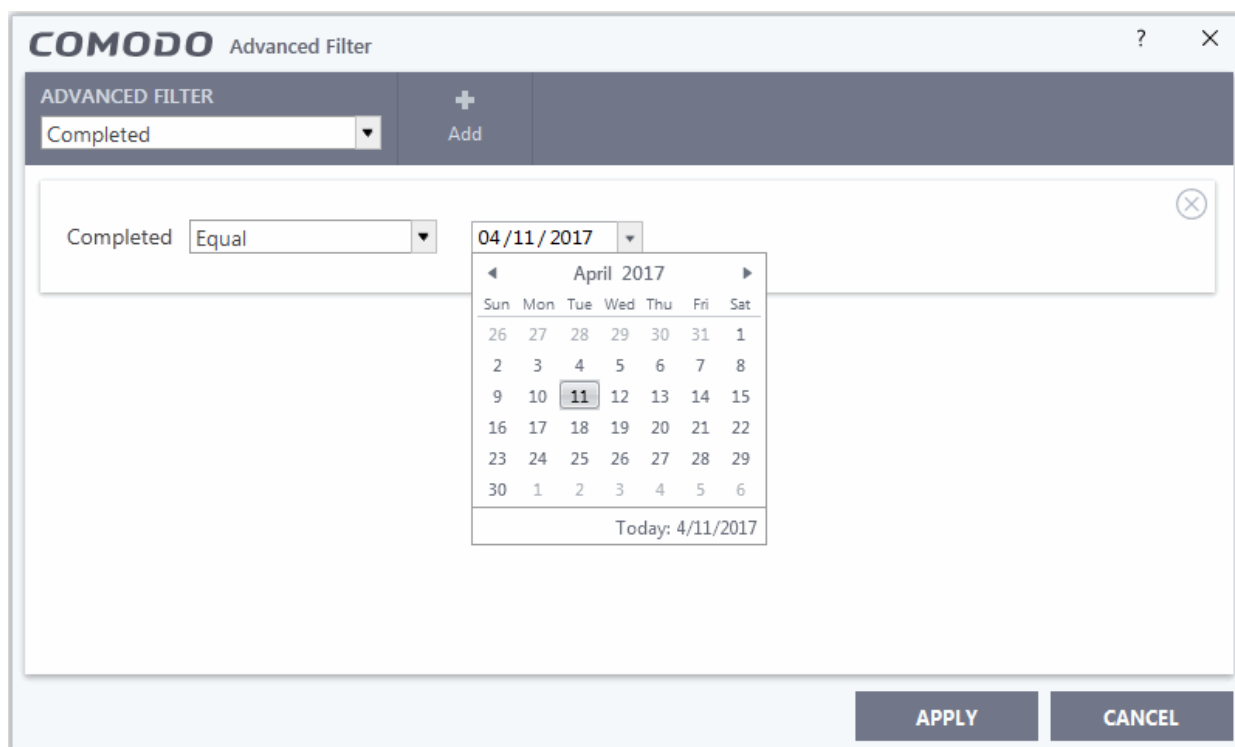 COMODO Advanced Filter ?
ADVANCED FILTER
Completed
Add
Completed Equal 04/11/2017
April 2017
Sun Mon Tue Wed Thu Fri Sat
26 27 28 29 30 31 1
2 3 4 5 6 7 8
9 10 11 12 13 14 15
16 17 18 19 20 21 22
23 24 25 26 27 28 29
30 1 2 3 4 5 6
Today: 4/11/2017
APPLY CANCEL